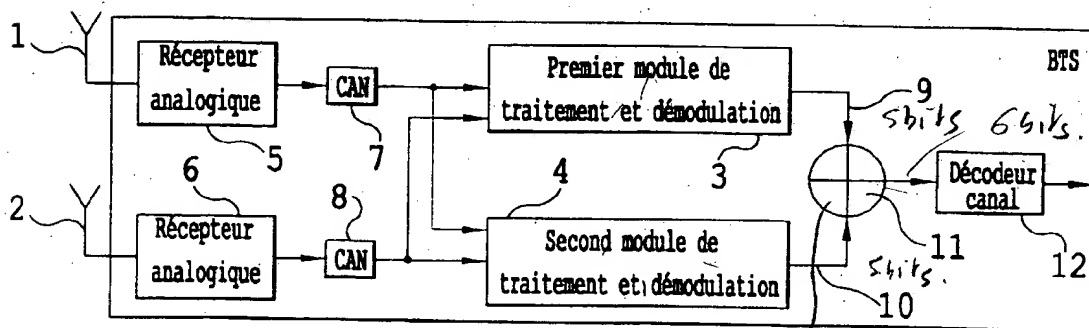 1
Récepteur
analogique
5
CAN
7
Premier module de
traitement et démodulation
3
9
5bits
6bits.
BTS
2
6
Récepteur
analogique
8
CAN
4
Second module de
traitement et démodulation
5bits.
10
11
Décodeur
canal
12